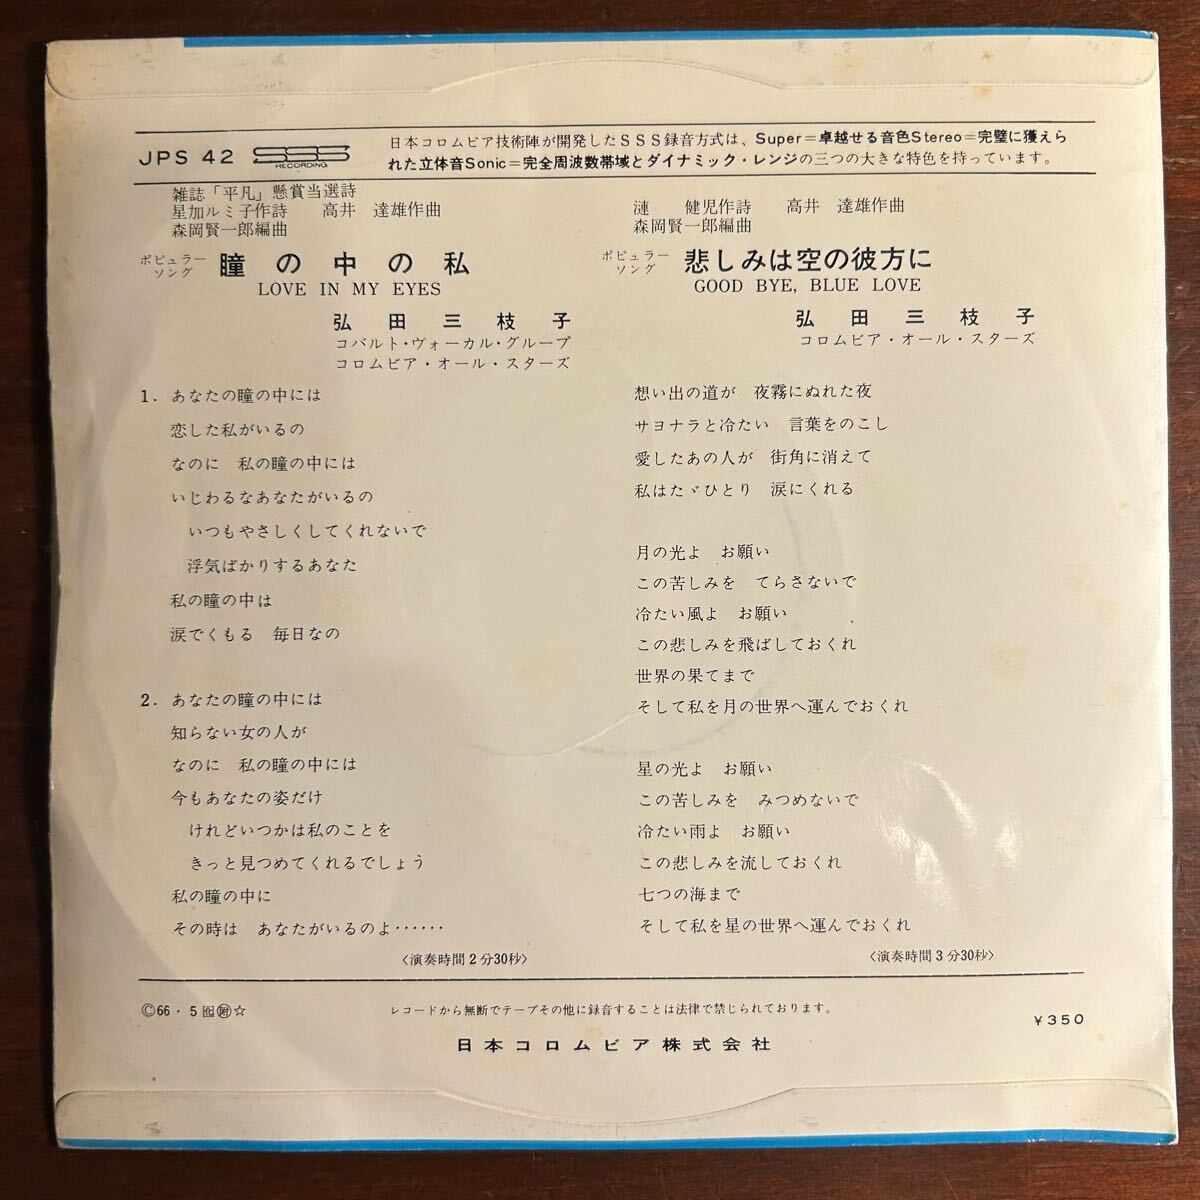 JPS 42
SSS
RECORDING
日本コロムビア技術陣が開発したＳＳＳ録音方式は、Super＝卓越せる音色Stereo＝完璧に獲えら
れた立体音Sonic＝完全周波数帯域とダイナミック・レンジの三つの大きな特色を持っています。
雑誌「平凡」懸賞当選詩
星加ルミ子作詩　高井　達雄作曲
森岡賢一郎編曲
ポピュラー
ソング
瞳の中の私
LOVE IN MY EYES
弘田三枝子
コバルト・ヴォーカル・グループ
コロムビア・オール・スターズ
1. あなたの瞳の中には
恋した私がいるの
なのに　私の瞳の中には
いじわるなあなたがいるの
いつもやさしくしてくれないで
浮気ばかりするあなた
私の瞳の中は
涙でくもる　毎日なの
2. あなたの瞳の中には
知らない女の人が
なのに　私の瞳の中には
今もあなたの姿だけ
けれどいつかは私のことを
きっと見つめてくれるでしょう
私の瞳の中に
その時は　あなたがいるのよ……
〈演奏時間２分30秒〉
漣　健児作詩　高井　達雄作曲
森岡賢一郎編曲
ポピュラー
ソング
悲しみは空の彼方に
GOOD BYE, BLUE LOVE
弘田三枝子
コロムビア・オール・スターズ
想い出の道が　夜霧にぬれた夜
サヨナラと冷たい　言葉をのこし
愛したあの人が　街角に消えて
私はたゞひとり　涙にくれる
月の光よ　お願い
この苦しみを　てらさないで
冷たい風よ　お願い
この悲しみを飛ばしておくれ
世界の果てまで
そして私を月の世界へ運んでおくれ
星の光よ　お願い
この苦しみを　みつめないで
冷たい雨よ　お願い
この悲しみを流しておくれ
七つの海まで
そして私を星の世界へ運んでおくれ
〈演奏時間３分30秒〉
Ⓒ66・5 ☆
レコードから無断でテープその他に録音することは法律で禁じられております。
￥350
日本コロムビア株式会社